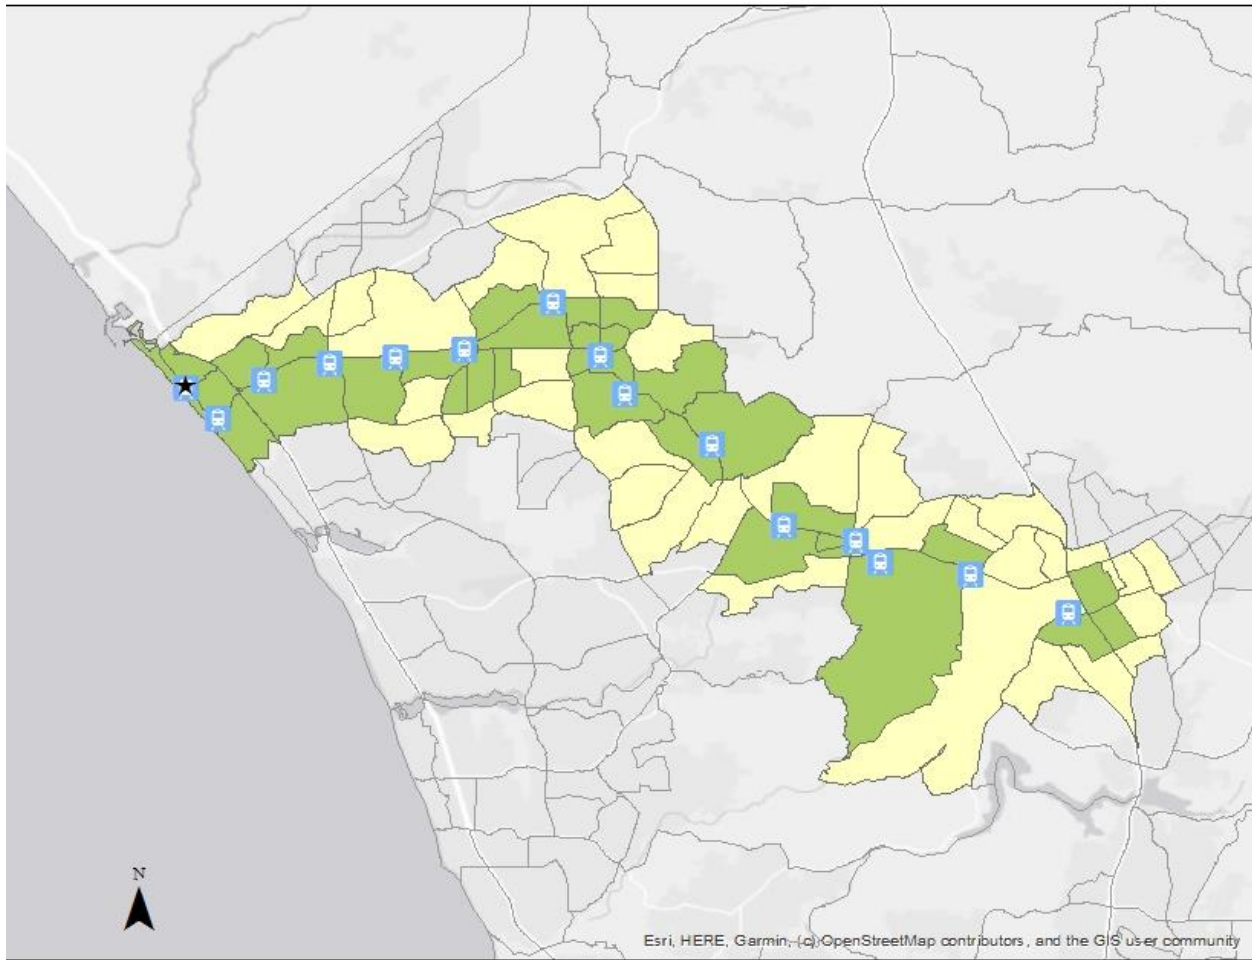 N
Esri, HERE, Garmin, (c) OpenStreetMap contributors, and the GIS user community